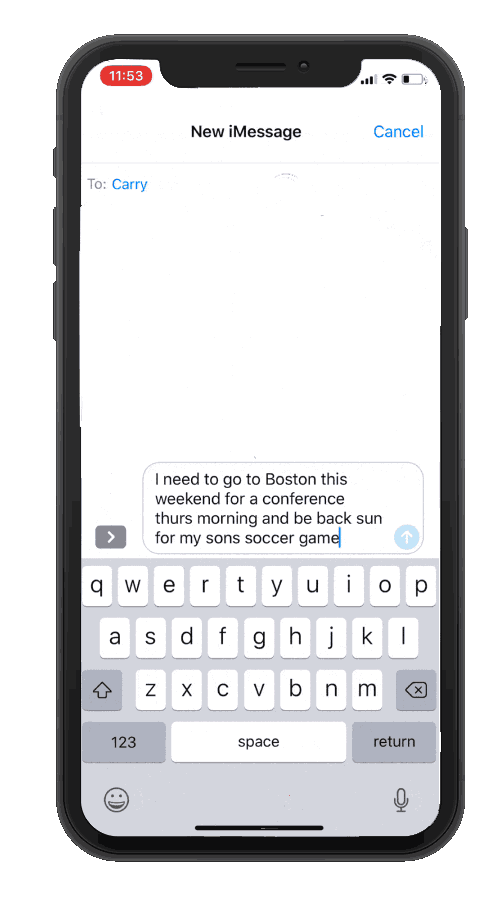 11:53
New iMessage Cancel
To: Carry
I need to go to Boston this
weekend for a conference
thurs morning and be back sun
for my sons soccer game
q w e r t y u i o p
a s d f g h j k l
z x c v b n m
123 space return